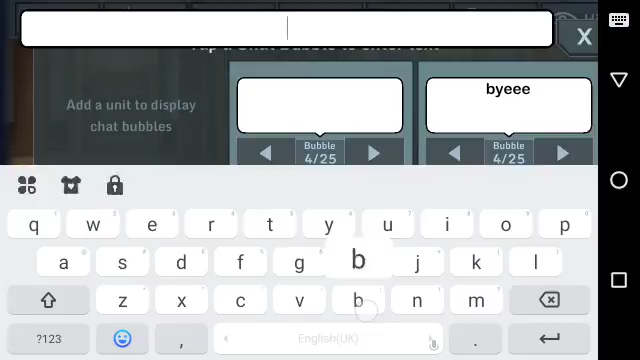 X
Tap a Chat Bubble to enter text
Add a unit to display
chat bubbles
byeee
Bubble
4/25
Bubble
4/25
q w e r t y u i o p
a s d f g b j k l
z x c v b n m
?123 , English(UK) .